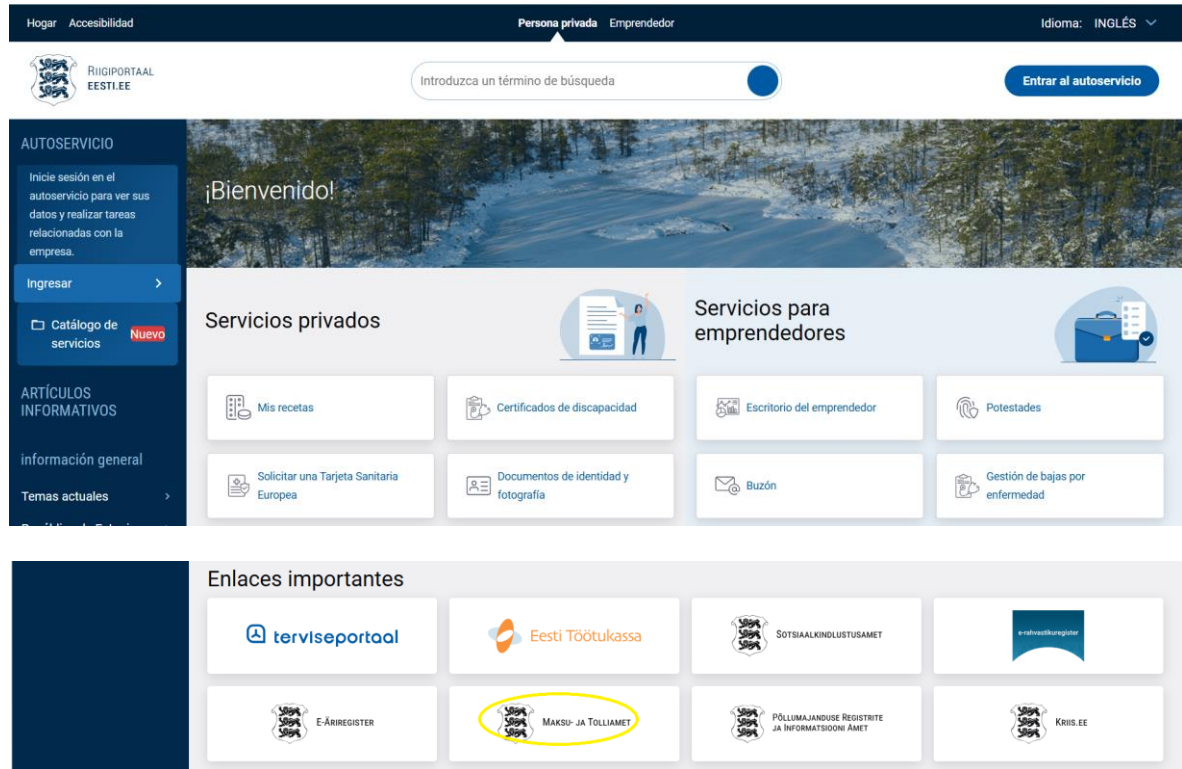 Hogar Accesibilidad
Persona privada Emprendedor
Idioma: INGLÉS
RIIGIPORTAAL
EESTI.EE
Introduzca un término de búsqueda
Entrar al autoservicio
AUTOSERVICIO
Inicie sesión en el
autoservicio para ver sus
datos y realizar tareas
relacionadas con la
empresa.
Ingresar
Catálogo de
servicios
Nuevo
ARTÍCULOS
INFORMATIVOS
información general
Temas actuales
¡Bienvenido!
Servicios privados
Mis recetas
Certificados de discapacidad
Solicitar una Tarjeta Sanitaria
Europea
Documentos de identidad y
fotografía
Servicios para
emprendedores
Escritorio del emprendedor
Potestades
Buzón
Gestión de bajas por
enfermedad
Enlaces importantes
terviseportaal
Eesti Töötukassa
SOTSIAALKINDLUSTUSAMET
e-rahvastikuregister
E-ÄRIREGISTER
MAKSU- JA TOLLIAMET
PÕLLUMAJANDUSE REGISTRITE
JA INFORMATSIOONI AMET
KRIIS.EE